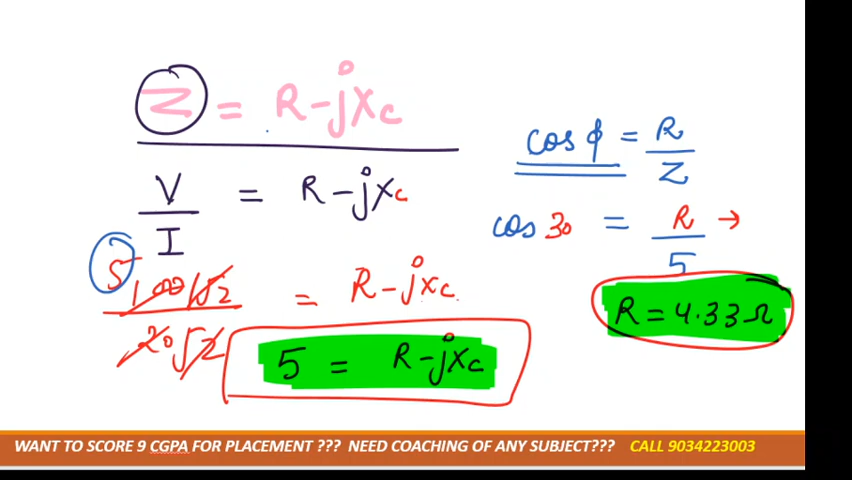 Z = R-jXc
V/I = R-jXc
5
100/√2 / 20/√2 = R-jXc
5 = R-jXc
cos φ = R/Z
cos 30 = R/5 →
R = 4.33 Ω
WANT TO SCORE 9 CGPA FOR PLACEMENT ??? NEED COACHING OF ANY SUBJECT??? CALL 9034223003